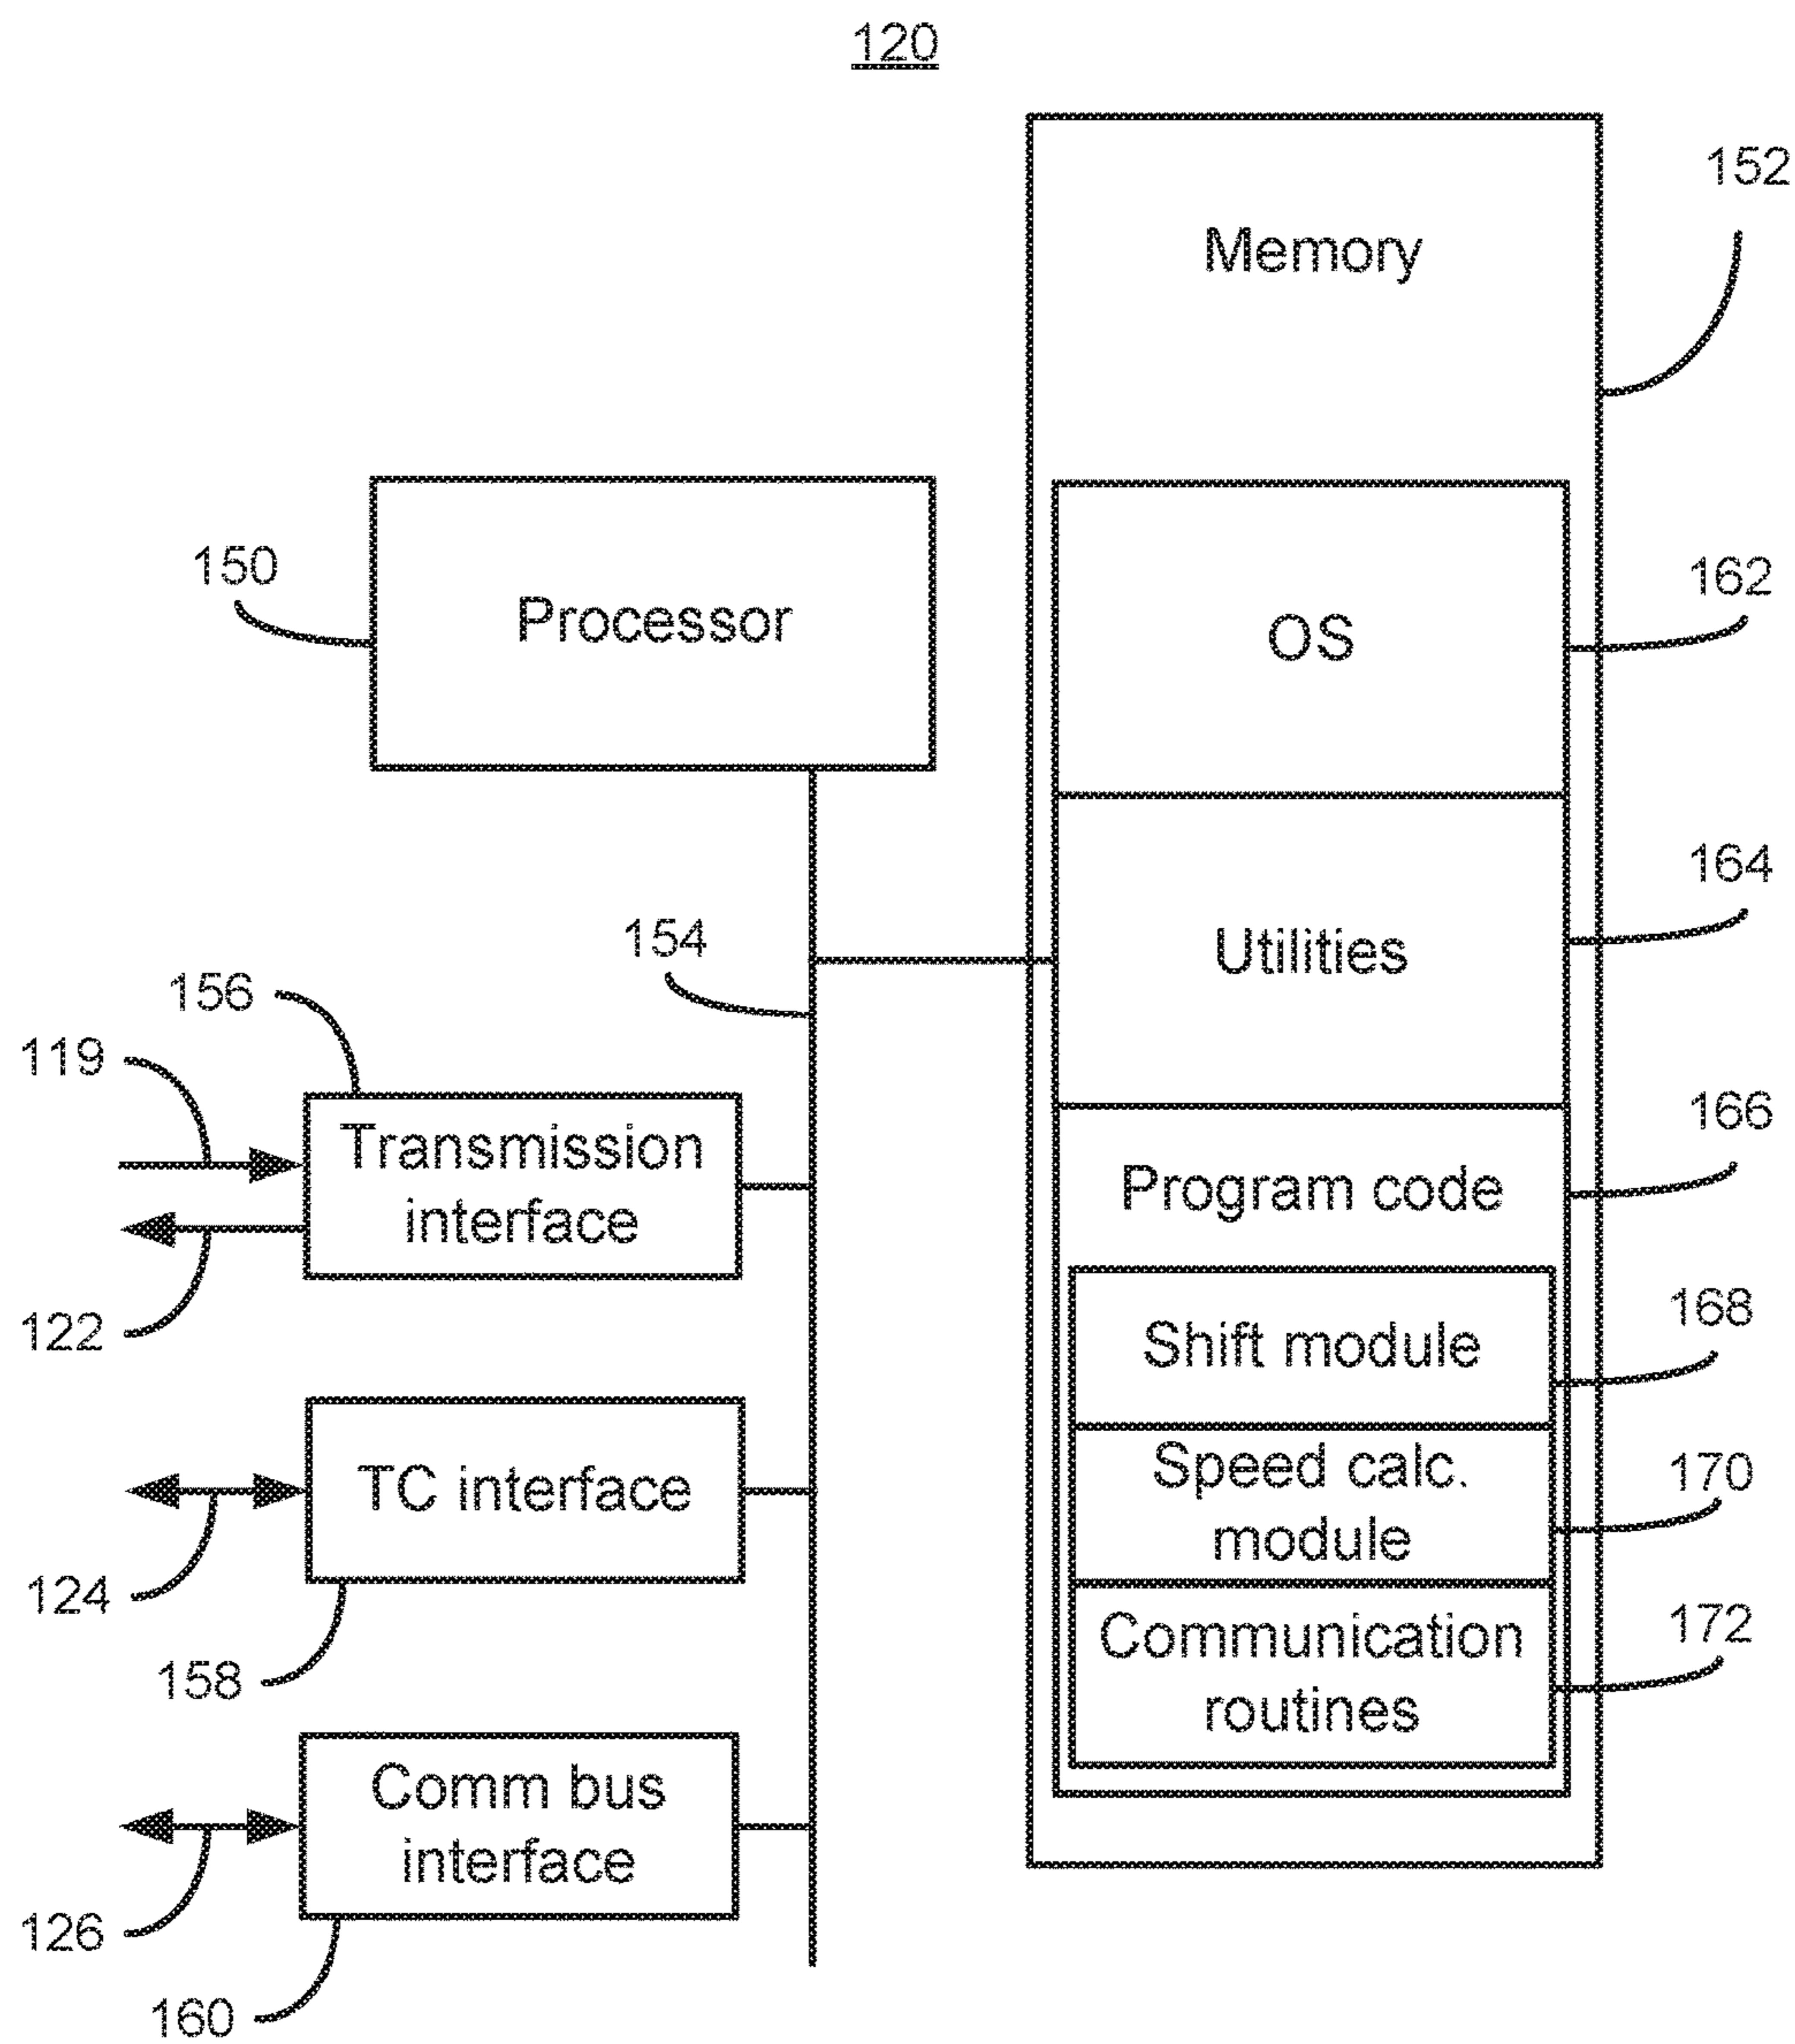 120
152
Memory
150
Processor
162
OS
164
Utilities
154
156
119
Transmission
interface
122
166
Program code
168
Shift module
170
Speed calc.
module
172
Communication
routines
TC interface
124
158
Comm bus
interface
126
160